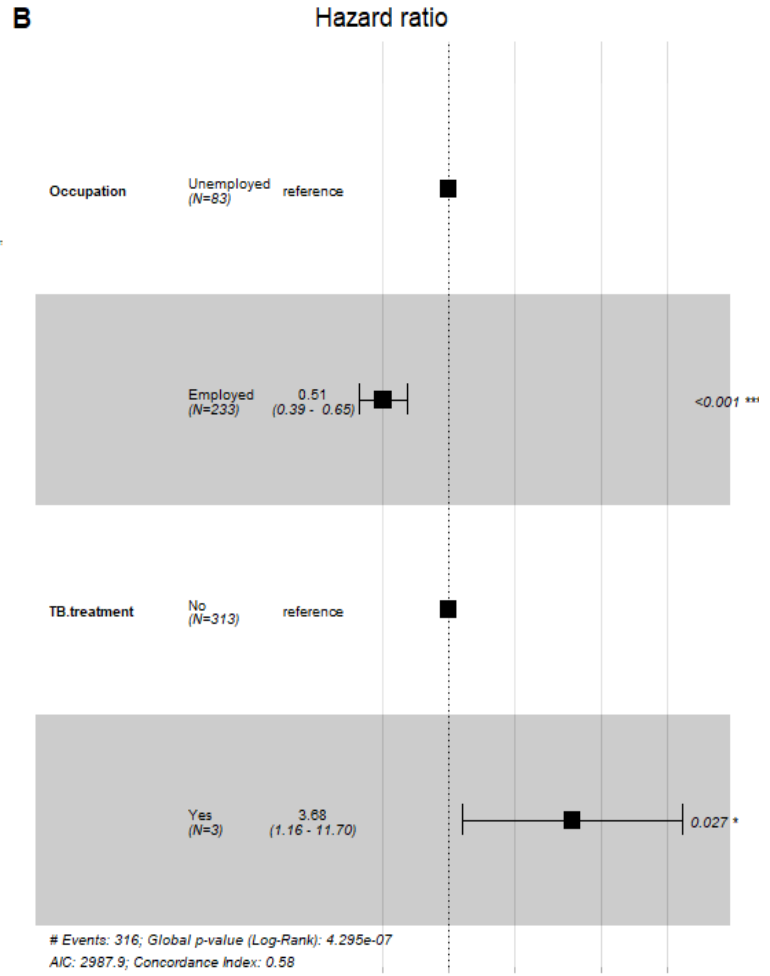 B
Hazard ratio
Occupation
Unemployed
(N=83)
reference
Employed
(N=233)
0.51
(0.39 - 0.65)
<0.001 ***
TB.treatment
No
(N=313)
reference
Yes
(N=3)
3.68
(1.16 - 11.70)
0.027 *
# Events: 316; Global p-value (Log-Rank): 4.295e-07
AIC: 2987.9; Concordance Index: 0.58